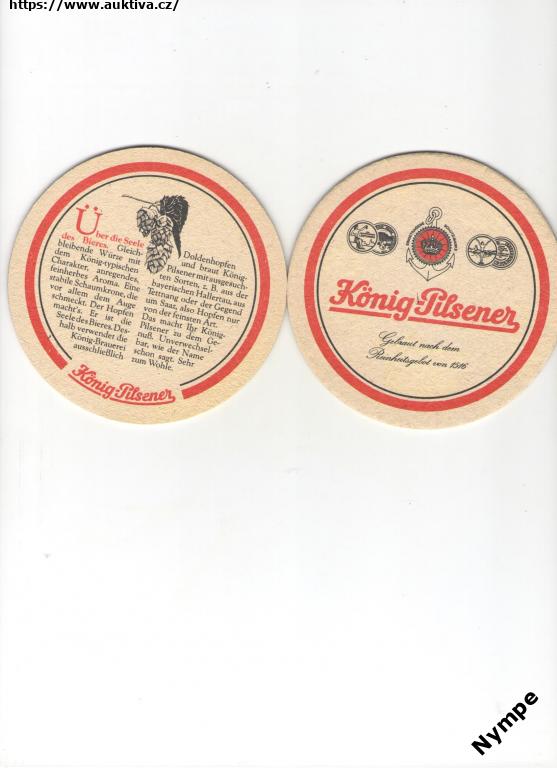 https://www.auktiva.cz/
Über die Seele
des Bieres. Gleich-
bleibende Würze mit
dem König-typischen
Charakter, anregendes,
feinherbes Aroma. Eine
stabile Schaumkrone, die
vor allem dem Auge
schmeckt. Der Hopfen
macht's. Er ist die
Seele des Bieres. Des-
halb verwendet die
König-Brauerei
ausschließlich
Doldenhopfen
und braut König-
Pilsener mit ausgesuch-
ten Sorten, z. B. aus der
bayerischen Hallertau, aus
Tettnang oder der Gegend
um Saaz, also Hopfen nur
von der feinsten Art.
Das macht Ihr König-
Pilsener zu dem Ge-
nuß. Unverwechsel-
bar, wie der Name
schon sagt. Sehr
zum Wohle.
König-Pilsener
König-Pilsener
Gebraut nach dem
Reinheitsgebot von 1516
Nympe